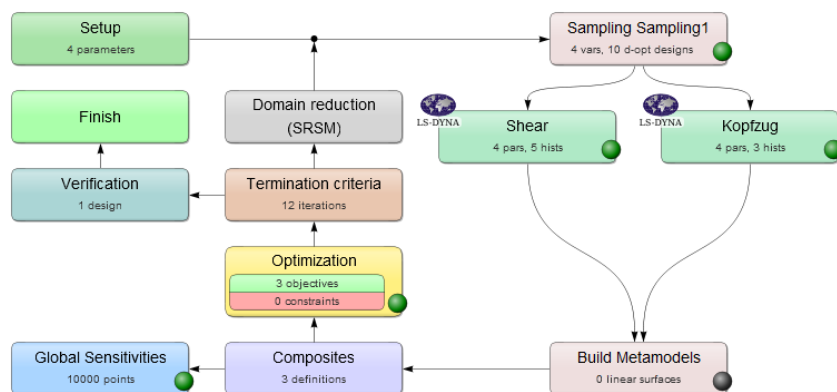 Setup
4 parameters
Sampling Sampling1
4 vars, 10 d-opt designs
Finish
Domain reduction
(SRSM)
LS-DYNA
Shear
4 pars, 5 hists
LS-DYNA
Kopfzug
4 pars, 3 hists
Verification
1 design
Termination criteria
12 iterations
Optimization
3 objectives
0 constraints
Global Sensitivities
10000 points
Composites
3 definitions
Build Metamodels
0 linear surfaces